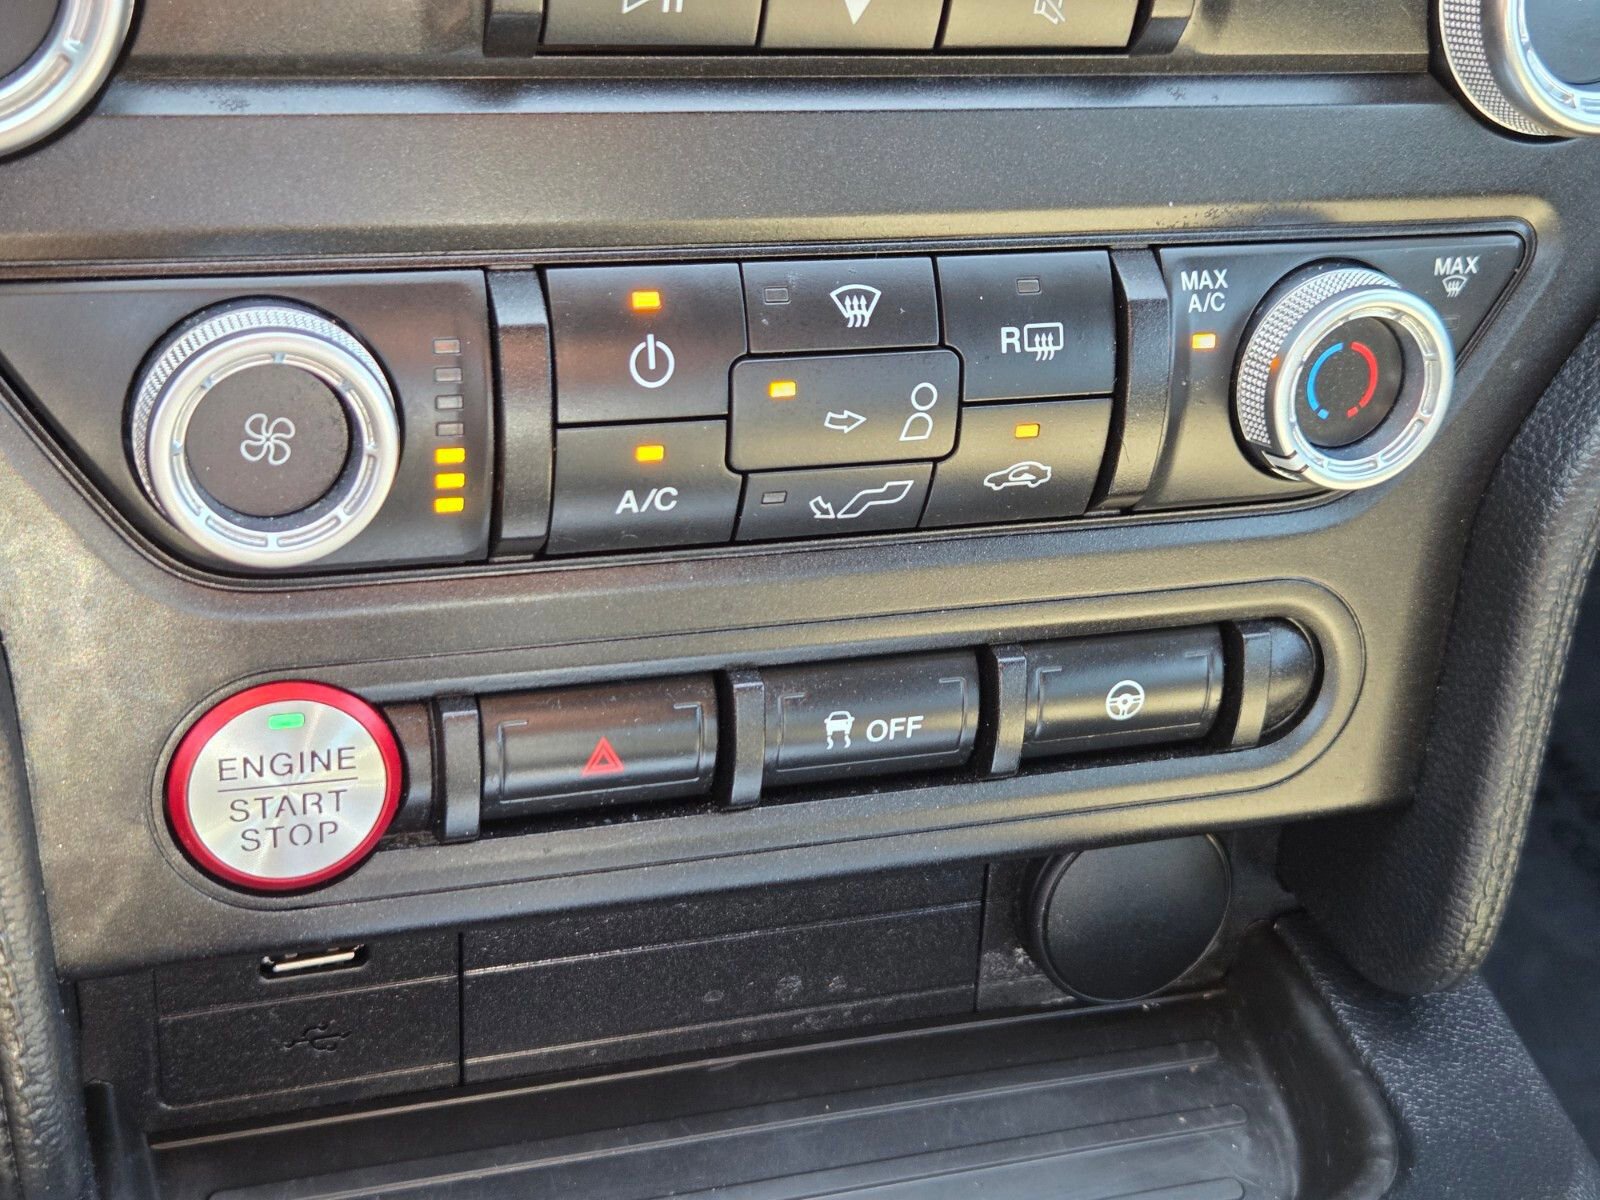 MAX
A/C
MAX
R
A/C
OFF
ENGINE
START
STOP